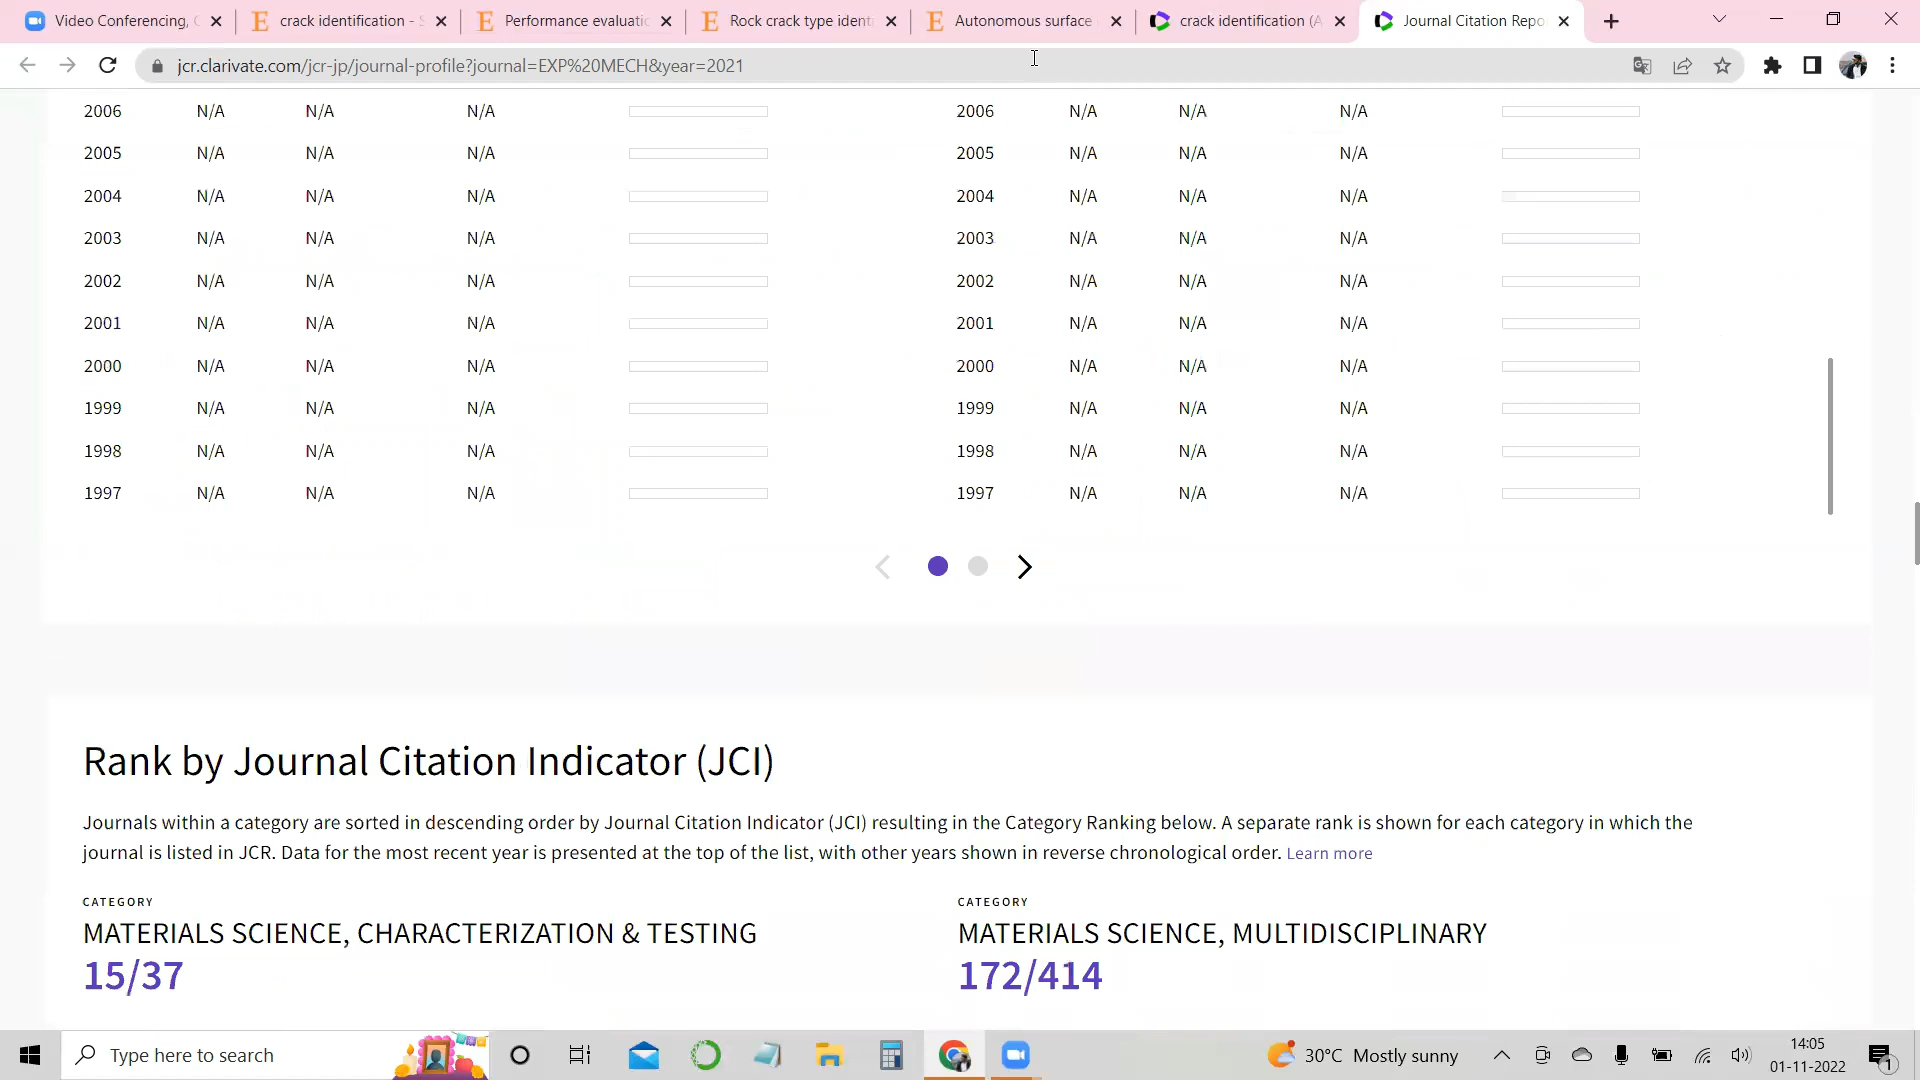 Video Conferencing, C
crack identification - S
Performance evaluatio
Rock crack type identi
Autonomous surface
crack identification (A
Journal Citation Repo
jcr.clarivate.com/jcr-jp/journal-profile?journal=EXP%20MECH&year=2021
2006 N/A N/A N/A 2006 N/A N/A N/A
2005 N/A N/A N/A 2005 N/A N/A N/A
2004 N/A N/A N/A 2004 N/A N/A N/A
2003 N/A N/A N/A 2003 N/A N/A N/A
2002 N/A N/A N/A 2002 N/A N/A N/A
2001 N/A N/A N/A 2001 N/A N/A N/A
2000 N/A N/A N/A 2000 N/A N/A N/A
1999 N/A N/A N/A 1999 N/A N/A N/A
1998 N/A N/A N/A 1998 N/A N/A N/A
1997 N/A N/A N/A 1997 N/A N/A N/A
Rank by Journal Citation Indicator (JCI)
Journals within a category are sorted in descending order by Journal Citation Indicator (JCI) resulting in the Category Ranking below. A separate rank is shown for each category in which the
journal is listed in JCR. Data for the most recent year is presented at the top of the list, with other years shown in reverse chronological order. Learn more
CATEGORY
MATERIALS SCIENCE, CHARACTERIZATION & TESTING
15/37
CATEGORY
MATERIALS SCIENCE, MULTIDISCIPLINARY
172/414
Type here to search
30°C Mostly sunny
14:05
01-11-2022
1